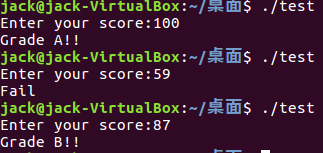 jack@jack-VirtualBox:~/桌面$ ./test
Enter your score:100
Grade A!!
jack@jack-VirtualBox:~/桌面$ ./test
Enter your score:59
Fail
jack@jack-VirtualBox:~/桌面$ ./test
Enter your score:87
Grade B!!